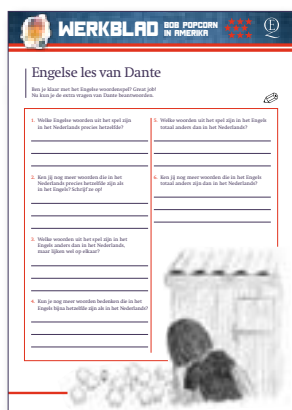 WERKBLAD
BOB POPCORN
IN AMERIKA
Engelse les van Dante
Ben je klaar met het Engelse woordenspel? Great job!
Nu kun je de extra vragen van Dante beantwoorden.
1. Welke Engelse woorden uit het spel zijn
in het Nederlands precies hetzelfde?
2. Ken jij nog meer woorden die in het
Nederlands precies hetzelfde zijn als
in het Engels? Schrijf ze op!
3. Welke woorden uit het spel zijn in het
Engels anders dan in het Nederlands,
maar lijken wel op elkaar?
4. Kun je nog meer woorden bedenken die in het
Engels bijna hetzelfde zijn als in het Nederlands?
5. Welke woorden uit het spel zijn in het Engels
totaal anders dan in het Nederlands?
6. Ken jij nog meer woorden die in het Engels
totaal anders zijn dan in het Nederlands?